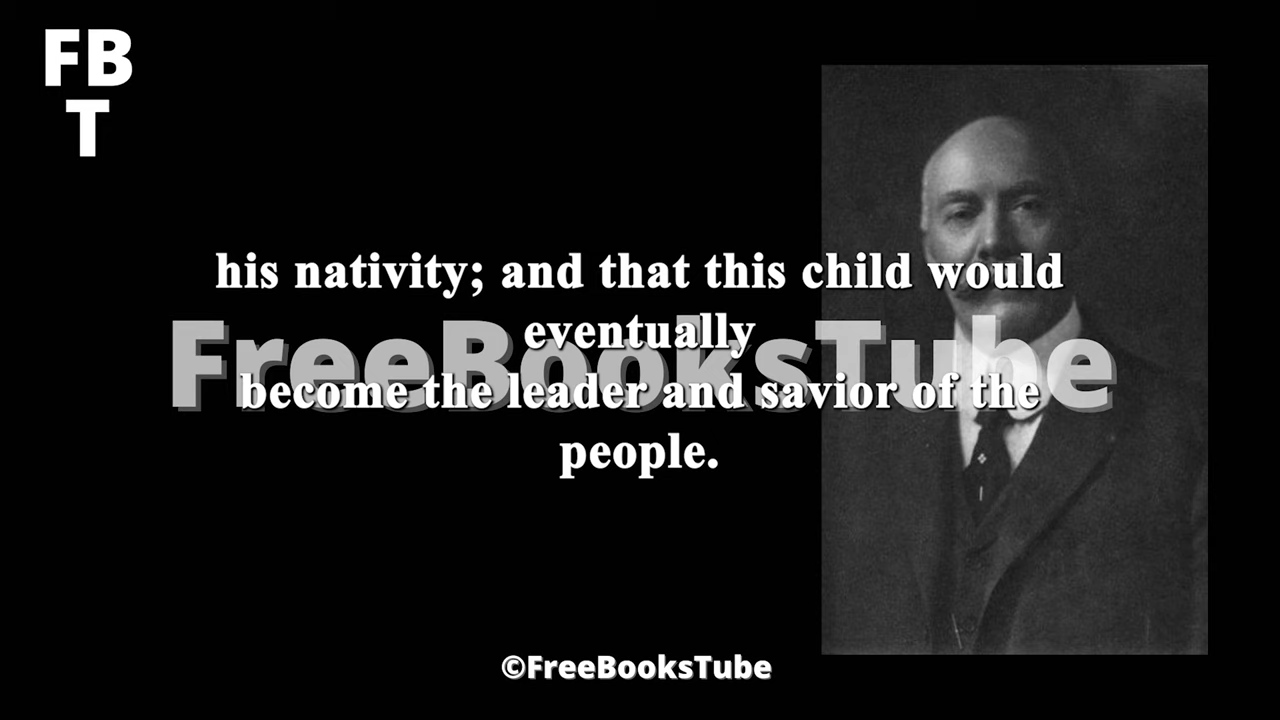 FB
T
his nativity; and that this child would
eventually
FreeBooksTube
become the leader and savior of the
people.
©FreeBooksTube